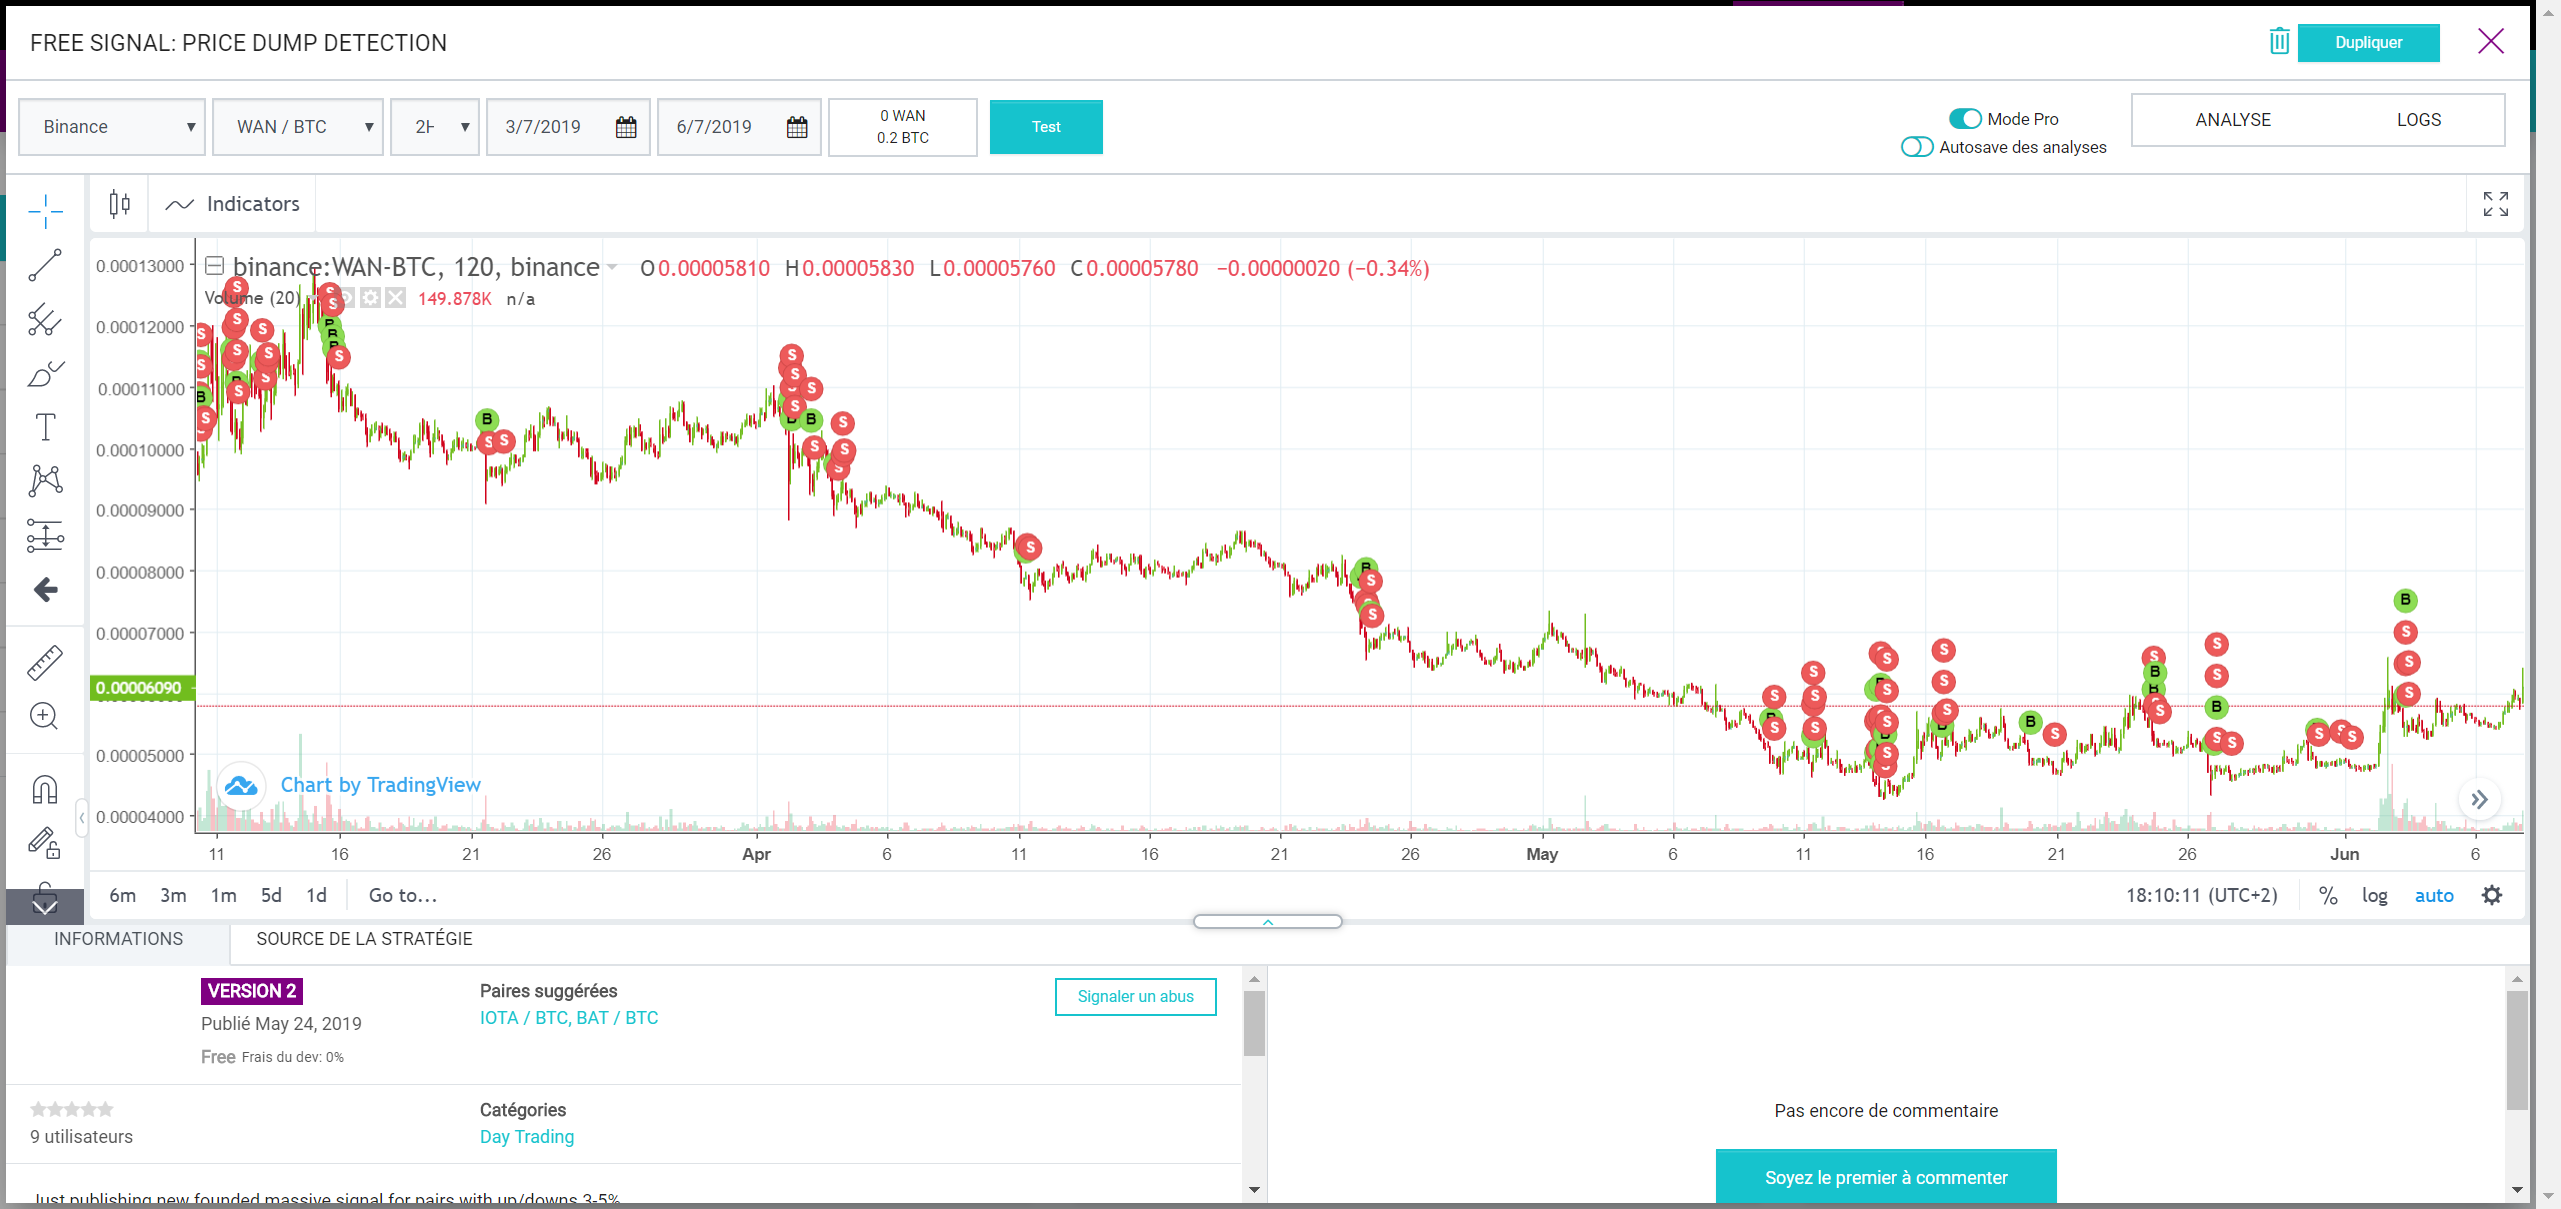 FREE SIGNAL: PRICE DUMP DETECTION
Dupliquer
Binance
WAN / BTC
3/7/2019
6/7/2019
0 WAN
0.2 BTC
Test
Mode Pro
Autosave des analyses
ANALYSE
LOGS
Indicators
binance:WAN-BTC, 120, binance
O0.00005810 H0.00005830 L0.00005760 C0.00005780 −0.00000020 (−0.34%)
Volume (20)
149.878K n/a
0.00013000
0.00012000
0.00011000
0.00010000
0.00009000
0.00008000
0.00007000
0.00006090
0.00005000
0.00004000
Chart by TradingView
11 16 21 26 Apr 6 11 16 21 26 May 6 11 16 21 26 Jun 6
6m 3m 1m 5d 1d Go to...
18:10:11 (UTC+2) % log auto
INFORMATIONS
SOURCE DE LA STRATÉGIE
VERSION 2
Publié May 24, 2019
Free Frais du dev: 0%
Paires suggérées
IOTA / BTC, BAT / BTC
Signaler un abus
9 utilisateurs
Catégories
Day Trading
Just publishing new founded massive signal for pairs with up/downs 3-5%
Pas encore de commentaire
Soyez le premier à commenter